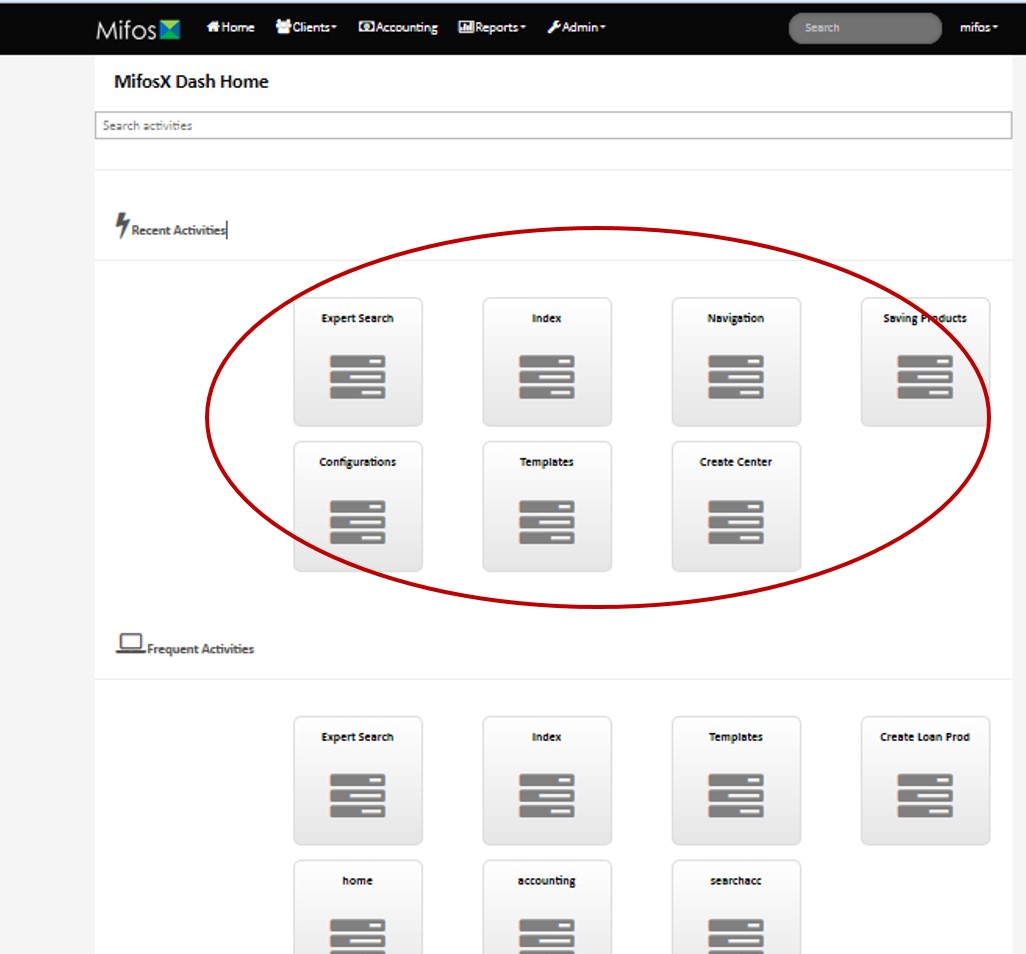 Mifos Home Clients Accounting Reports Admin Search mifos
MifosX Dash Home
Search activities
Recent Activities
Expert Search Index Navigation Saving Products
Configurations Templates Create Center
Frequent Activities
Expert Search Index Templates Create Loan Prod
home accounting searchacc